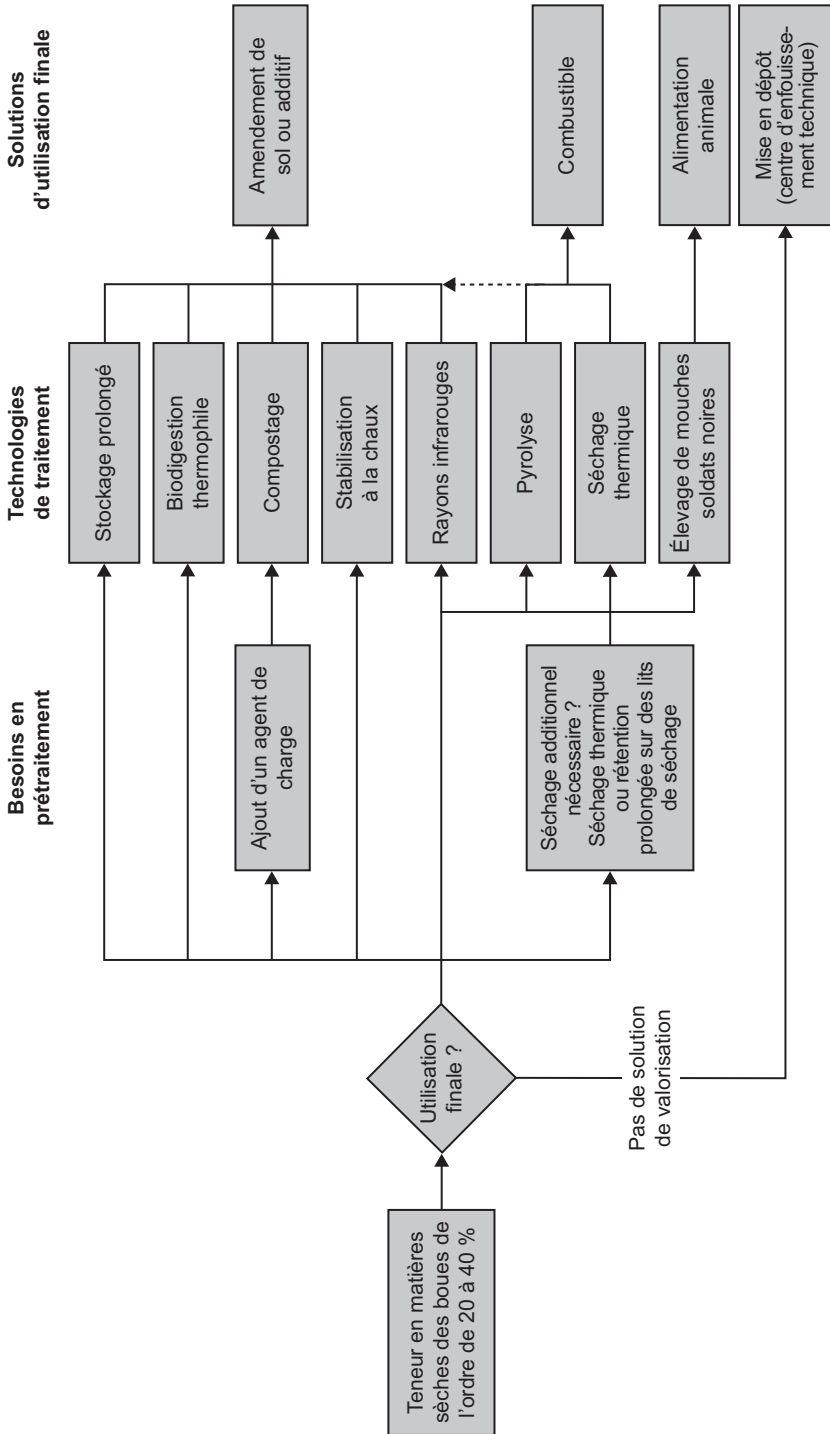 Besoins en
prétraitement
Technologies
de traitement
Solutions
d'utilisation finale
Teneur en matières
sèches des boues de
l'ordre de 20 à 40 %
Utilisation
finale ?
Pas de solution
de valorisation
Ajout d'un agent de
charge
Séchage additionnel
nécessaire ?
Séchage thermique
ou rétention
prolongée sur des lits
de séchage
Stockage prolongé
Biodigestion
thermophile
Compostage
Stabilisation
à la chaux
Rayons infrarouges
Pyrolyse
Séchage
thermique
Élevage de mouches
soldats noires
Amendement de
sol ou additif
Combustible
Alimentation
animale
Mise en dépôt
(centre d'enfouisse-
ment technique)